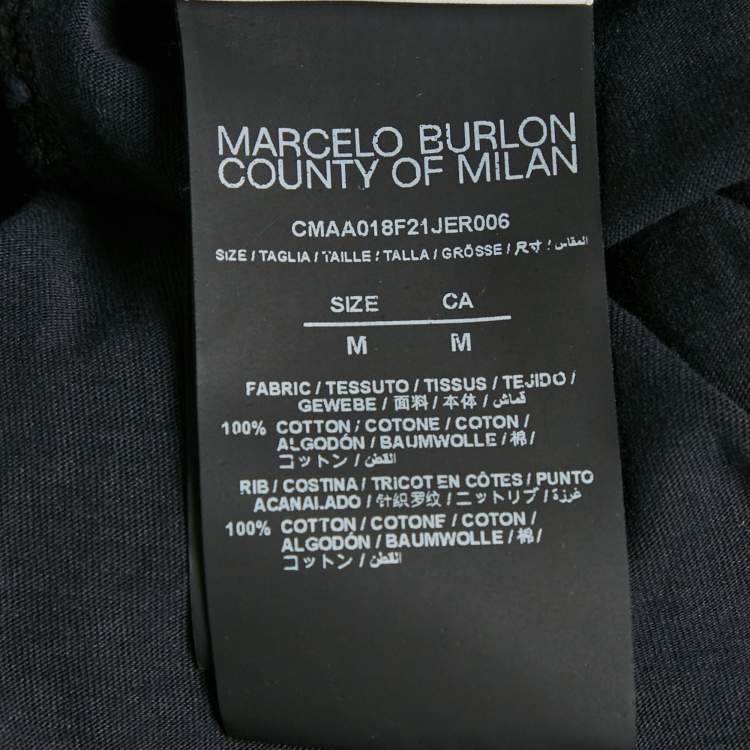 MARCELO BURLON
COUNTY OF MILAN
CMAA018F21JER006
SIZE / TAGLIA / TAILLE / TALLA / GRÖSSE / 尺寸 / المقاس
SIZE CA
M M
FABRIC / TESSUTO / TISSUS / TEJIDO /
GEWEBE / 面料 / 本体 / قماش
100% COTTON / COTONE / COTON /
ALGODÓN / BAUMWOLLE / 棉 /
コットン / القطن
RIB / COSTINA / TRICOT EN CÔTES / PUNTO
ACANALADO / 针织罗纹 / ニットリブ / غرزة
100% COTTON / COTONE / COTON /
ALGODÓN / BAUMWOLLE / 棉 /
コットン / القطن